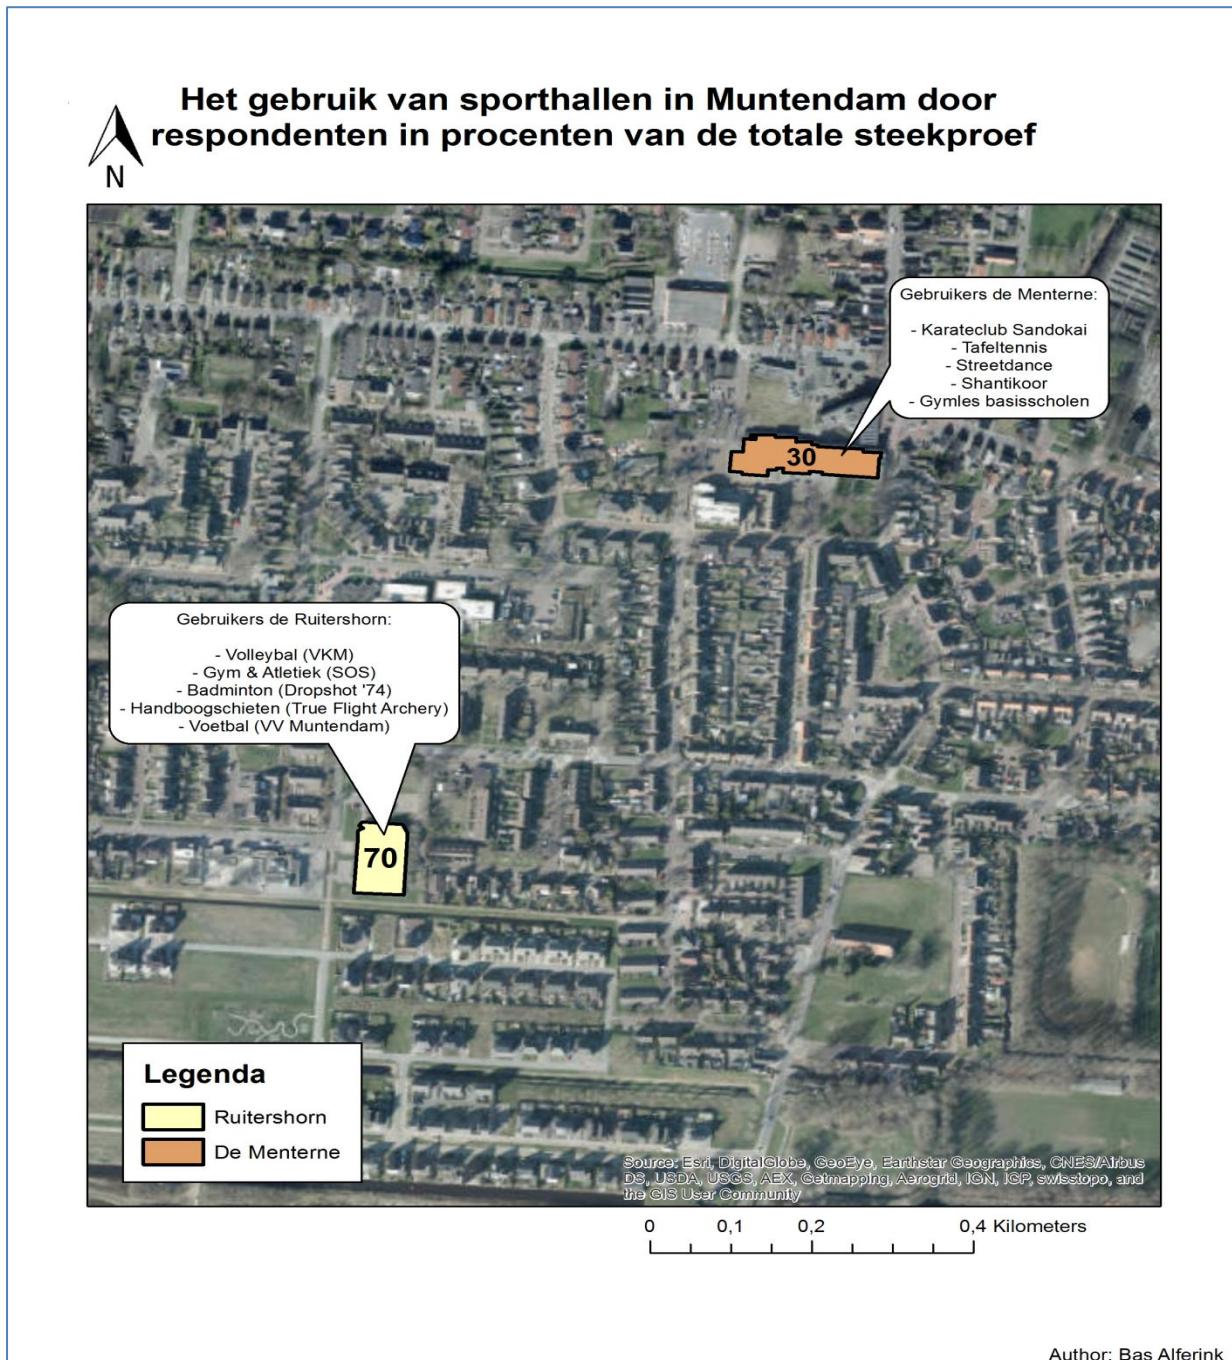 Het gebruik van sporthallen in Muntendam door
respondenten in procenten van de totale steekproef
N
Gebruikers de Menterne:
- Karateclub Sandokai
- Tafeltennis
- Streetdance
- Shantikoor
- Gymles basisscholen
30
Gebruikers de Ruitershorn:
- Volleybal (VKM)
- Gym & Atletiek (SOS)
- Badminton (Dropshot '74)
- Handboogschieten (True Flight Archery)
- Voetbal (VV Muntendam)
70
Legenda
Ruitershorn
De Menterne
Source: Esri, DigitalGlobe, GeoEye, Earthstar Geographics, CNES/Airbus
DS, USDA, USGS, AEX, Getmapping, Aerogrid, IGN, IGP, swisstopo, and
the GIS User Community
0 0,1 0,2 0,4 Kilometers
Author: Bas Alferink